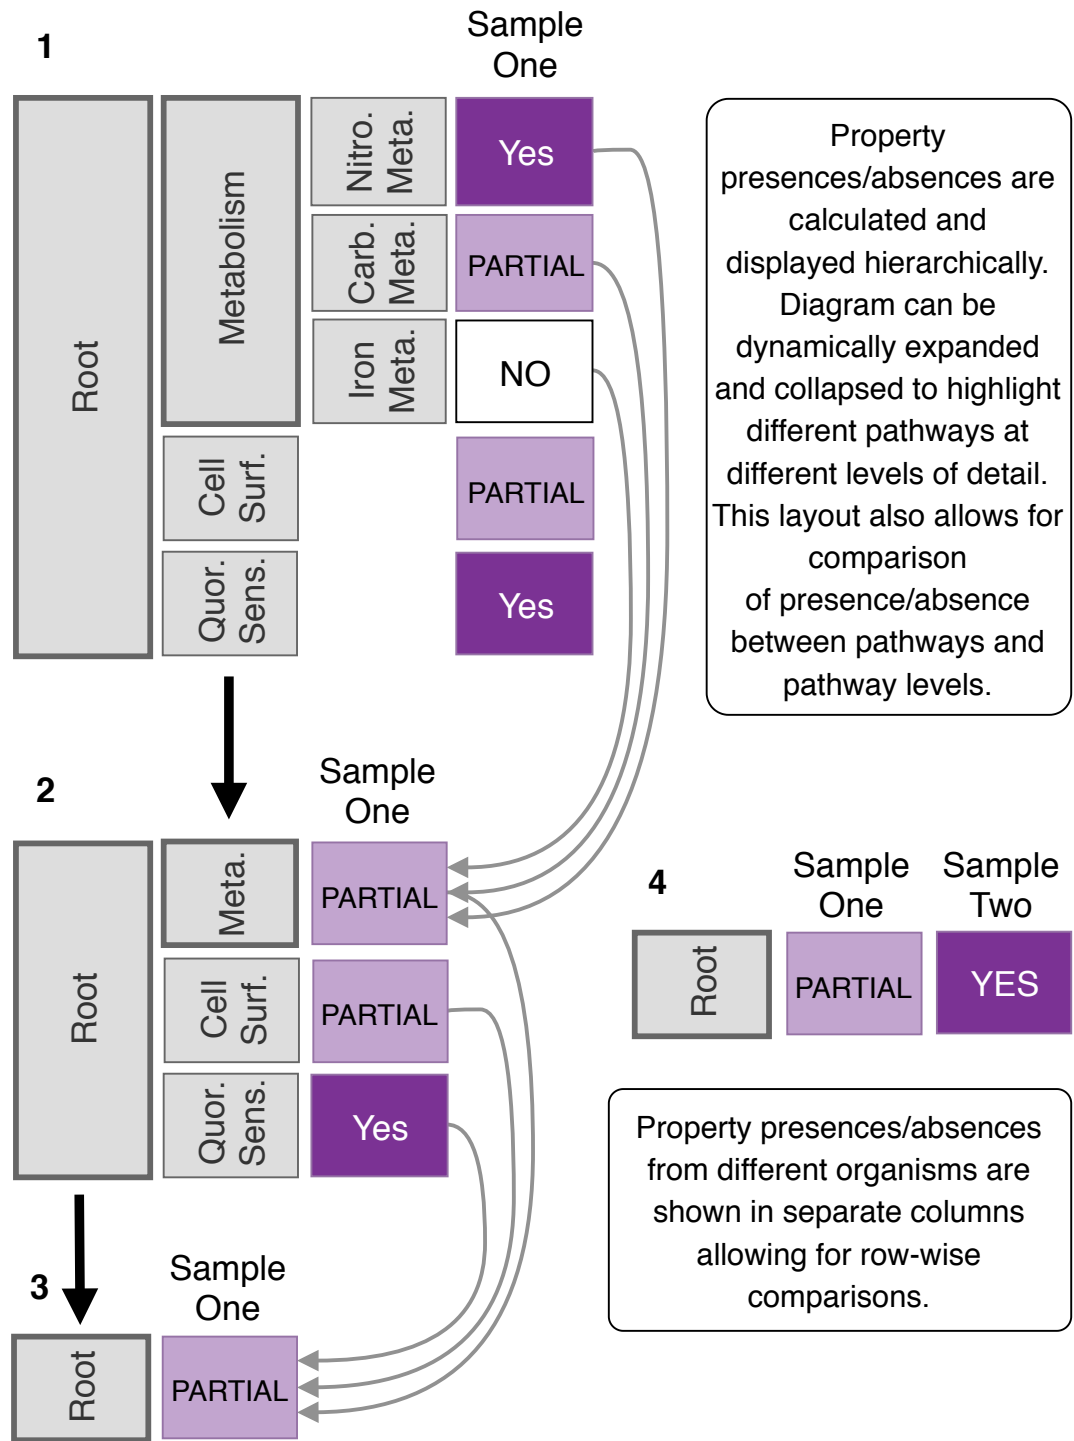 1
Sample
One
Root
Metabolism
Nitro.
Meta.
Yes
Carb.
Meta.
PARTIAL
Iron
Meta.
NO
Cell
Surf.
PARTIAL
Quor.
Sens.
Yes
Property
presences/absences are
calculated and
displayed hierarchically.
Diagram can be
dynamically expanded
and collapsed to highlight
different pathways at
different levels of detail.
This layout also allows for
comparison
of presence/absence
between pathways and
pathway levels.
2
Sample
One
Root
Meta.
PARTIAL
Cell
Surf.
PARTIAL
Quor.
Sens.
Yes
3
Sample
One
Root
PARTIAL
4
Sample
One
Sample
Two
Root
PARTIAL
YES
Property presences/absences
from different organisms are
shown in separate columns
allowing for row-wise
comparisons.